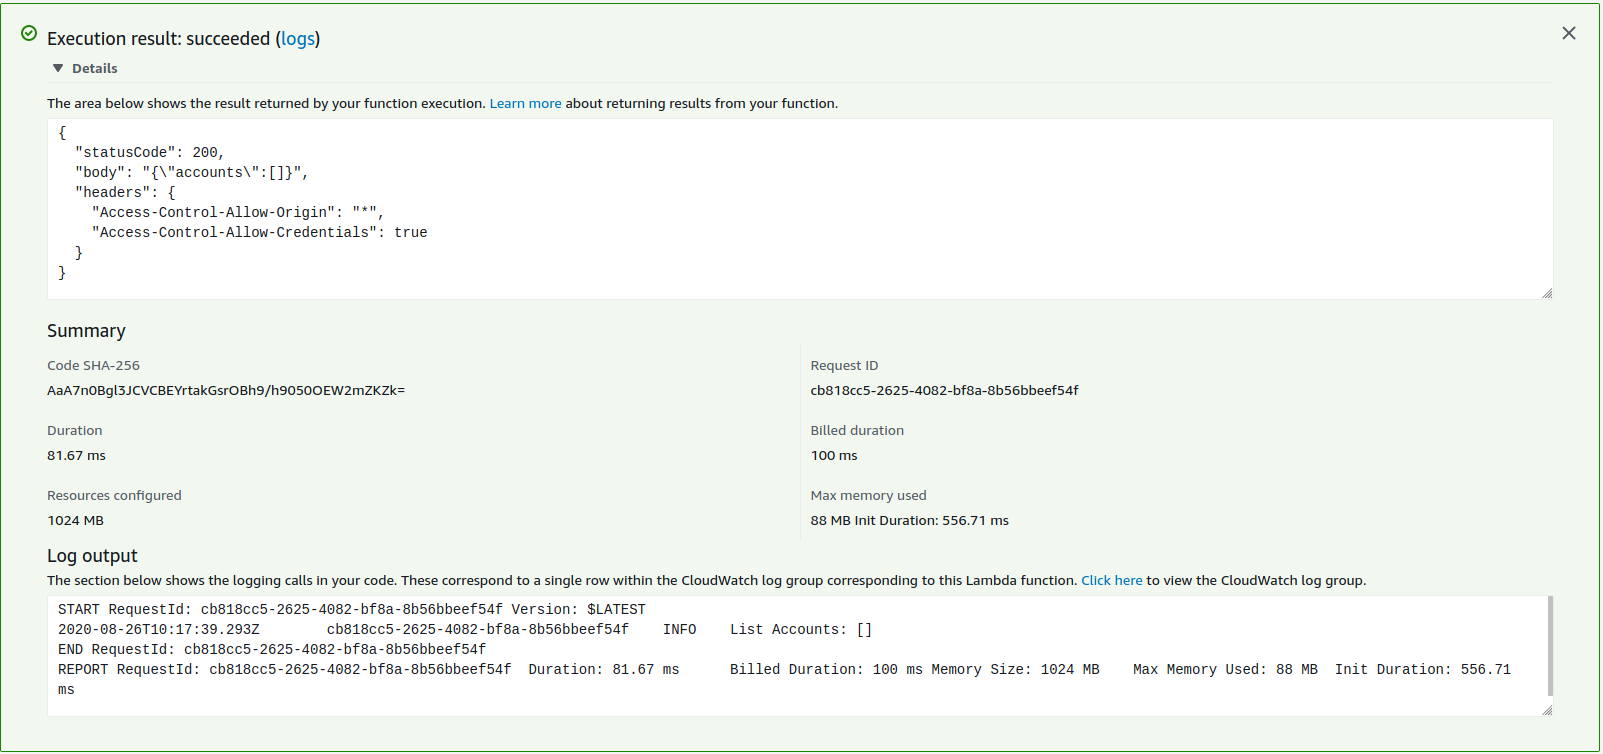 Execution result: succeeded (logs)
Details
The area below shows the result returned by your function execution. Learn more about returning results from your function.
{
  "statusCode": 200,
  "body": "{\"accounts\":[]}",
  "headers": {
    "Access-Control-Allow-Origin": "*",
    "Access-Control-Allow-Credentials": true
  }
}
Summary
Code SHA-256
AaA7n0Bgl3JCVCBEYrtakGsrOBh9/h9050OEW2mZKZk=
Request ID
cb818cc5-2625-4082-bf8a-8b56bbeef54f
Duration
81.67 ms
Billed duration
100 ms
Resources configured
1024 MB
Max memory used
88 MB Init Duration: 556.71 ms
Log output
The section below shows the logging calls in your code. These correspond to a single row within the CloudWatch log group corresponding to this Lambda function. Click here to view the CloudWatch log group.
START RequestId: cb818cc5-2625-4082-bf8a-8b56bbeef54f Version: $LATEST
2020-08-26T10:17:39.293Z	cb818cc5-2625-4082-bf8a-8b56bbeef54f	INFO	List Accounts: []
END RequestId: cb818cc5-2625-4082-bf8a-8b56bbeef54f
REPORT RequestId: cb818cc5-2625-4082-bf8a-8b56bbeef54f	Duration: 81.67 ms	Billed Duration: 100 ms	Memory Size: 1024 MB	Max Memory Used: 88 MB	Init Duration: 556.71
ms